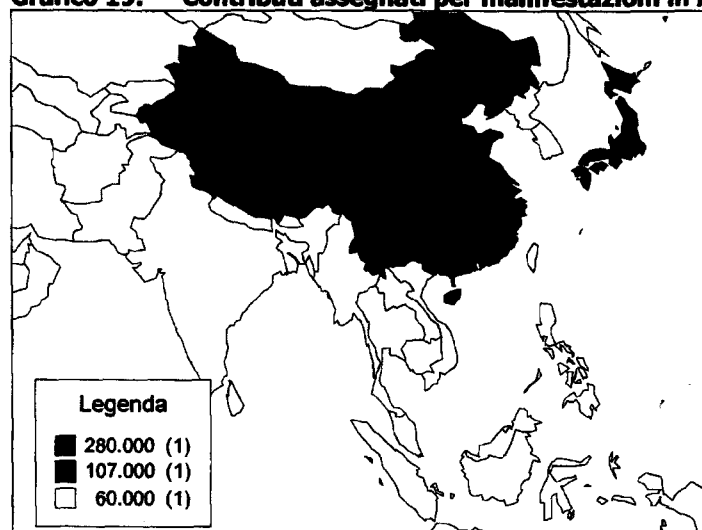 Grafico 19: Contributi assegnati per manifestazioni in
Legenda
280.000 (1)
107.000 (1)
60.000 (1)